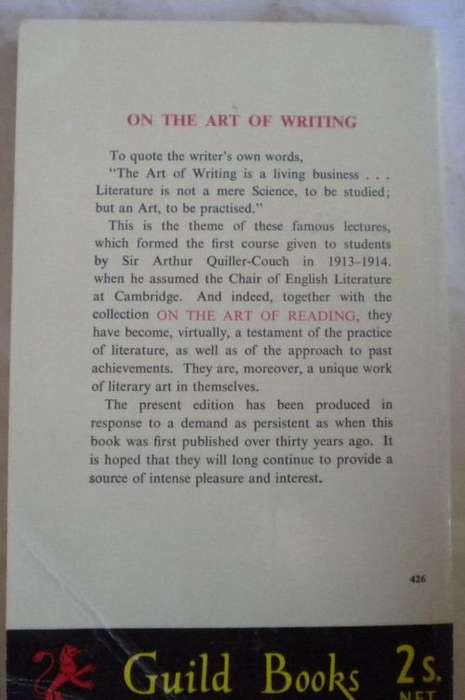 ON THE ART OF WRITING
To quote the writer's own words,
"The Art of Writing is a living business . . .
Literature is not a mere Science, to be studied;
but an Art, to be practised."
This is the theme of these famous lectures,
which formed the first course given to students
by Sir Arthur Quiller-Couch in 1913-1914.
when he assumed the Chair of English Literature
at Cambridge. And indeed, together with the
collection ON THE ART OF READING, they
have become, virtually, a testament of the practice
of literature, as well as of the approach to past
achievements. They are, moreover, a unique work
of literary art in themselves.
The present edition has been produced in
response to a demand as persistent as when this
book was first published over thirty years ago. It
is hoped that they will long continue to provide a
source of intense pleasure and interest.
426
Guild Books 2s.
NET